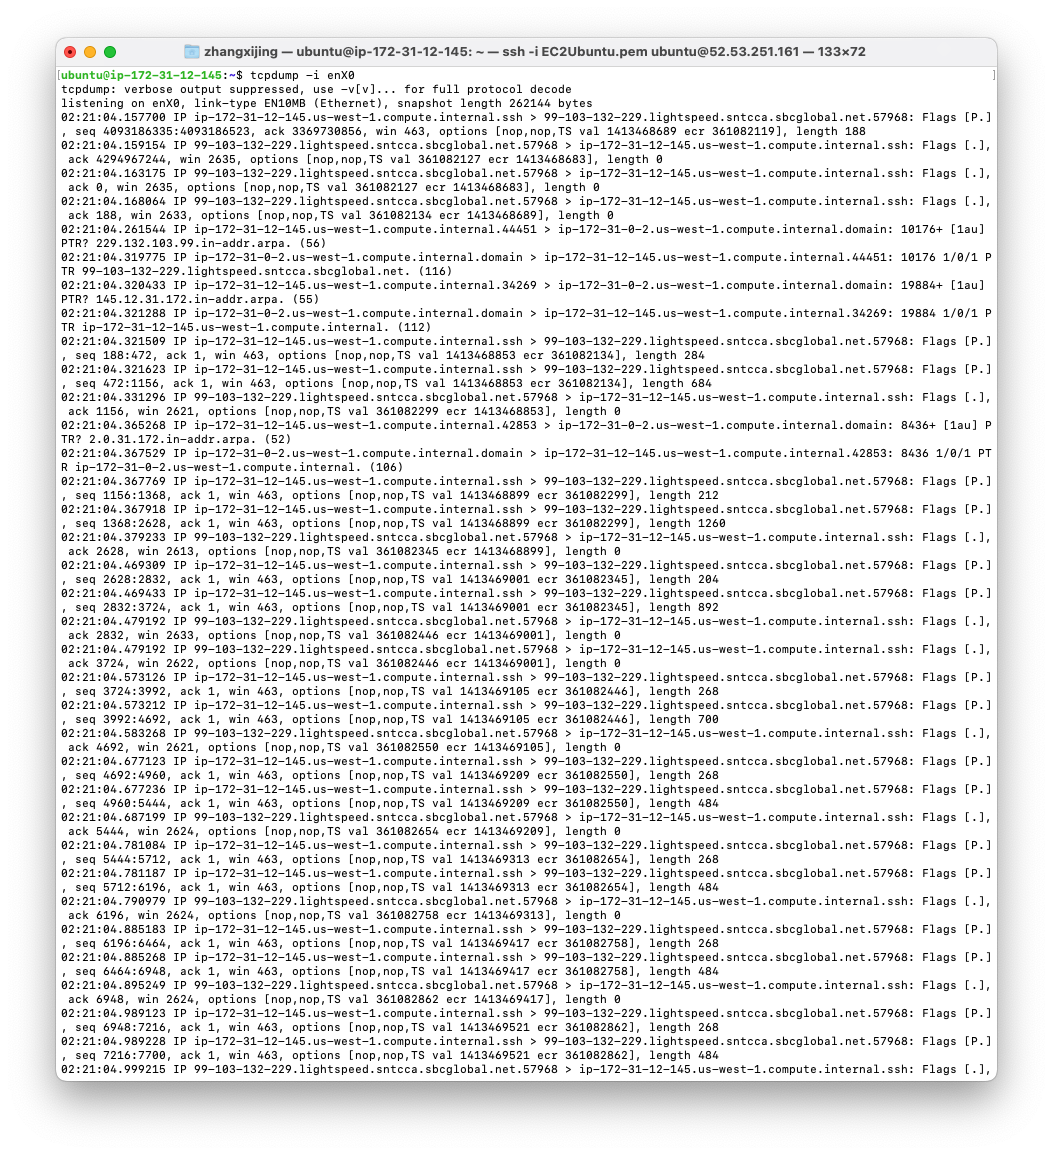 zhangxijing — ubuntu@ip-172-31-12-145: ~ — ssh -i EC2Ubuntu.pem ubuntu@52.53.251.161 — 133×72
[ubuntu@ip-172-31-12-145:~$ tcpdump -i enX0 ]
tcpdump: verbose output suppressed, use -v[v]... for full protocol decode
listening on enX0, link-type EN10MB (Ethernet), snapshot length 262144 bytes
02:21:04.157700 IP ip-172-31-12-145.us-west-1.compute.internal.ssh > 99-103-132-229.lightspeed.sntcca.sbcglobal.net.57968: Flags [P.]
, seq 4093186335:4093186523, ack 3369730856, win 463, options [nop,nop,TS val 1413468689 ecr 361082119], length 188
02:21:04.159154 IP 99-103-132-229.lightspeed.sntcca.sbcglobal.net.57968 > ip-172-31-12-145.us-west-1.compute.internal.ssh: Flags [.],
 ack 4294967244, win 2635, options [nop,nop,TS val 361082127 ecr 1413468683], length 0
02:21:04.163175 IP 99-103-132-229.lightspeed.sntcca.sbcglobal.net.57968 > ip-172-31-12-145.us-west-1.compute.internal.ssh: Flags [.],
 ack 0, win 2635, options [nop,nop,TS val 361082127 ecr 1413468683], length 0
02:21:04.168064 IP 99-103-132-229.lightspeed.sntcca.sbcglobal.net.57968 > ip-172-31-12-145.us-west-1.compute.internal.ssh: Flags [.],
 ack 188, win 2633, options [nop,nop,TS val 361082134 ecr 1413468689], length 0
02:21:04.261544 IP ip-172-31-12-145.us-west-1.compute.internal.44451 > ip-172-31-0-2.us-west-1.compute.internal.domain: 10176+ [1au]
PTR? 229.132.103.99.in-addr.arpa. (56)
02:21:04.319775 IP ip-172-31-0-2.us-west-1.compute.internal.domain > ip-172-31-12-145.us-west-1.compute.internal.44451: 10176 1/0/1 P
TR 99-103-132-229.lightspeed.sntcca.sbcglobal.net. (116)
02:21:04.320433 IP ip-172-31-12-145.us-west-1.compute.internal.34269 > ip-172-31-0-2.us-west-1.compute.internal.domain: 19884+ [1au]
PTR? 145.12.31.172.in-addr.arpa. (55)
02:21:04.321288 IP ip-172-31-0-2.us-west-1.compute.internal.domain > ip-172-31-12-145.us-west-1.compute.internal.34269: 19884 1/0/1 P
TR ip-172-31-12-145.us-west-1.compute.internal. (112)
02:21:04.321509 IP ip-172-31-12-145.us-west-1.compute.internal.ssh > 99-103-132-229.lightspeed.sntcca.sbcglobal.net.57968: Flags [P.]
, seq 188:472, ack 1, win 463, options [nop,nop,TS val 1413468853 ecr 361082134], length 284
02:21:04.321623 IP ip-172-31-12-145.us-west-1.compute.internal.ssh > 99-103-132-229.lightspeed.sntcca.sbcglobal.net.57968: Flags [P.]
, seq 472:1156, ack 1, win 463, options [nop,nop,TS val 1413468853 ecr 361082134], length 684
02:21:04.331296 IP 99-103-132-229.lightspeed.sntcca.sbcglobal.net.57968 > ip-172-31-12-145.us-west-1.compute.internal.ssh: Flags [.],
 ack 1156, win 2621, options [nop,nop,TS val 361082299 ecr 1413468853], length 0
02:21:04.365268 IP ip-172-31-12-145.us-west-1.compute.internal.42853 > ip-172-31-0-2.us-west-1.compute.internal.domain: 8436+ [1au] P
TR? 2.0.31.172.in-addr.arpa. (52)
02:21:04.367529 IP ip-172-31-0-2.us-west-1.compute.internal.domain > ip-172-31-12-145.us-west-1.compute.internal.42853: 8436 1/0/1 PT
R ip-172-31-0-2.us-west-1.compute.internal. (106)
02:21:04.367769 IP ip-172-31-12-145.us-west-1.compute.internal.ssh > 99-103-132-229.lightspeed.sntcca.sbcglobal.net.57968: Flags [P.]
, seq 1156:1368, ack 1, win 463, options [nop,nop,TS val 1413468899 ecr 361082299], length 212
02:21:04.367918 IP ip-172-31-12-145.us-west-1.compute.internal.ssh > 99-103-132-229.lightspeed.sntcca.sbcglobal.net.57968: Flags [P.]
, seq 1368:2628, ack 1, win 463, options [nop,nop,TS val 1413468899 ecr 361082299], length 1260
02:21:04.379233 IP 99-103-132-229.lightspeed.sntcca.sbcglobal.net.57968 > ip-172-31-12-145.us-west-1.compute.internal.ssh: Flags [.],
 ack 2628, win 2613, options [nop,nop,TS val 361082345 ecr 1413468899], length 0
02:21:04.469309 IP ip-172-31-12-145.us-west-1.compute.internal.ssh > 99-103-132-229.lightspeed.sntcca.sbcglobal.net.57968: Flags [P.]
, seq 2628:2832, ack 1, win 463, options [nop,nop,TS val 1413469001 ecr 361082345], length 204
02:21:04.469433 IP ip-172-31-12-145.us-west-1.compute.internal.ssh > 99-103-132-229.lightspeed.sntcca.sbcglobal.net.57968: Flags [P.]
, seq 2832:3724, ack 1, win 463, options [nop,nop,TS val 1413469001 ecr 361082345], length 892
02:21:04.479192 IP 99-103-132-229.lightspeed.sntcca.sbcglobal.net.57968 > ip-172-31-12-145.us-west-1.compute.internal.ssh: Flags [.],
 ack 2832, win 2633, options [nop,nop,TS val 361082446 ecr 1413469001], length 0
02:21:04.479192 IP 99-103-132-229.lightspeed.sntcca.sbcglobal.net.57968 > ip-172-31-12-145.us-west-1.compute.internal.ssh: Flags [.],
 ack 3724, win 2622, options [nop,nop,TS val 361082446 ecr 1413469001], length 0
02:21:04.573126 IP ip-172-31-12-145.us-west-1.compute.internal.ssh > 99-103-132-229.lightspeed.sntcca.sbcglobal.net.57968: Flags [P.]
, seq 3724:3992, ack 1, win 463, options [nop,nop,TS val 1413469105 ecr 361082446], length 268
02:21:04.573212 IP ip-172-31-12-145.us-west-1.compute.internal.ssh > 99-103-132-229.lightspeed.sntcca.sbcglobal.net.57968: Flags [P.]
, seq 3992:4692, ack 1, win 463, options [nop,nop,TS val 1413469105 ecr 361082446], length 700
02:21:04.583268 IP 99-103-132-229.lightspeed.sntcca.sbcglobal.net.57968 > ip-172-31-12-145.us-west-1.compute.internal.ssh: Flags [.],
 ack 4692, win 2621, options [nop,nop,TS val 361082550 ecr 1413469105], length 0
02:21:04.677123 IP ip-172-31-12-145.us-west-1.compute.internal.ssh > 99-103-132-229.lightspeed.sntcca.sbcglobal.net.57968: Flags [P.]
, seq 4692:4960, ack 1, win 463, options [nop,nop,TS val 1413469209 ecr 361082550], length 268
02:21:04.677236 IP ip-172-31-12-145.us-west-1.compute.internal.ssh > 99-103-132-229.lightspeed.sntcca.sbcglobal.net.57968: Flags [P.]
, seq 4960:5444, ack 1, win 463, options [nop,nop,TS val 1413469209 ecr 361082550], length 484
02:21:04.687199 IP 99-103-132-229.lightspeed.sntcca.sbcglobal.net.57968 > ip-172-31-12-145.us-west-1.compute.internal.ssh: Flags [.],
 ack 5444, win 2624, options [nop,nop,TS val 361082654 ecr 1413469209], length 0
02:21:04.781084 IP ip-172-31-12-145.us-west-1.compute.internal.ssh > 99-103-132-229.lightspeed.sntcca.sbcglobal.net.57968: Flags [P.]
, seq 5444:5712, ack 1, win 463, options [nop,nop,TS val 1413469313 ecr 361082654], length 268
02:21:04.781187 IP ip-172-31-12-145.us-west-1.compute.internal.ssh > 99-103-132-229.lightspeed.sntcca.sbcglobal.net.57968: Flags [P.]
, seq 5712:6196, ack 1, win 463, options [nop,nop,TS val 1413469313 ecr 361082654], length 484
02:21:04.790979 IP 99-103-132-229.lightspeed.sntcca.sbcglobal.net.57968 > ip-172-31-12-145.us-west-1.compute.internal.ssh: Flags [.],
 ack 6196, win 2624, options [nop,nop,TS val 361082758 ecr 1413469313], length 0
02:21:04.885183 IP ip-172-31-12-145.us-west-1.compute.internal.ssh > 99-103-132-229.lightspeed.sntcca.sbcglobal.net.57968: Flags [P.]
, seq 6196:6464, ack 1, win 463, options [nop,nop,TS val 1413469417 ecr 361082758], length 268
02:21:04.885268 IP ip-172-31-12-145.us-west-1.compute.internal.ssh > 99-103-132-229.lightspeed.sntcca.sbcglobal.net.57968: Flags [P.]
, seq 6464:6948, ack 1, win 463, options [nop,nop,TS val 1413469417 ecr 361082758], length 484
02:21:04.895249 IP 99-103-132-229.lightspeed.sntcca.sbcglobal.net.57968 > ip-172-31-12-145.us-west-1.compute.internal.ssh: Flags [.],
 ack 6948, win 2624, options [nop,nop,TS val 361082862 ecr 1413469417], length 0
02:21:04.989123 IP ip-172-31-12-145.us-west-1.compute.internal.ssh > 99-103-132-229.lightspeed.sntcca.sbcglobal.net.57968: Flags [P.]
, seq 6948:7216, ack 1, win 463, options [nop,nop,TS val 1413469521 ecr 361082862], length 268
02:21:04.989228 IP ip-172-31-12-145.us-west-1.compute.internal.ssh > 99-103-132-229.lightspeed.sntcca.sbcglobal.net.57968: Flags [P.]
, seq 7216:7700, ack 1, win 463, options [nop,nop,TS val 1413469521 ecr 361082862], length 484
02:21:04.999215 IP 99-103-132-229.lightspeed.sntcca.sbcglobal.net.57968 > ip-172-31-12-145.us-west-1.compute.internal.ssh: Flags [.],